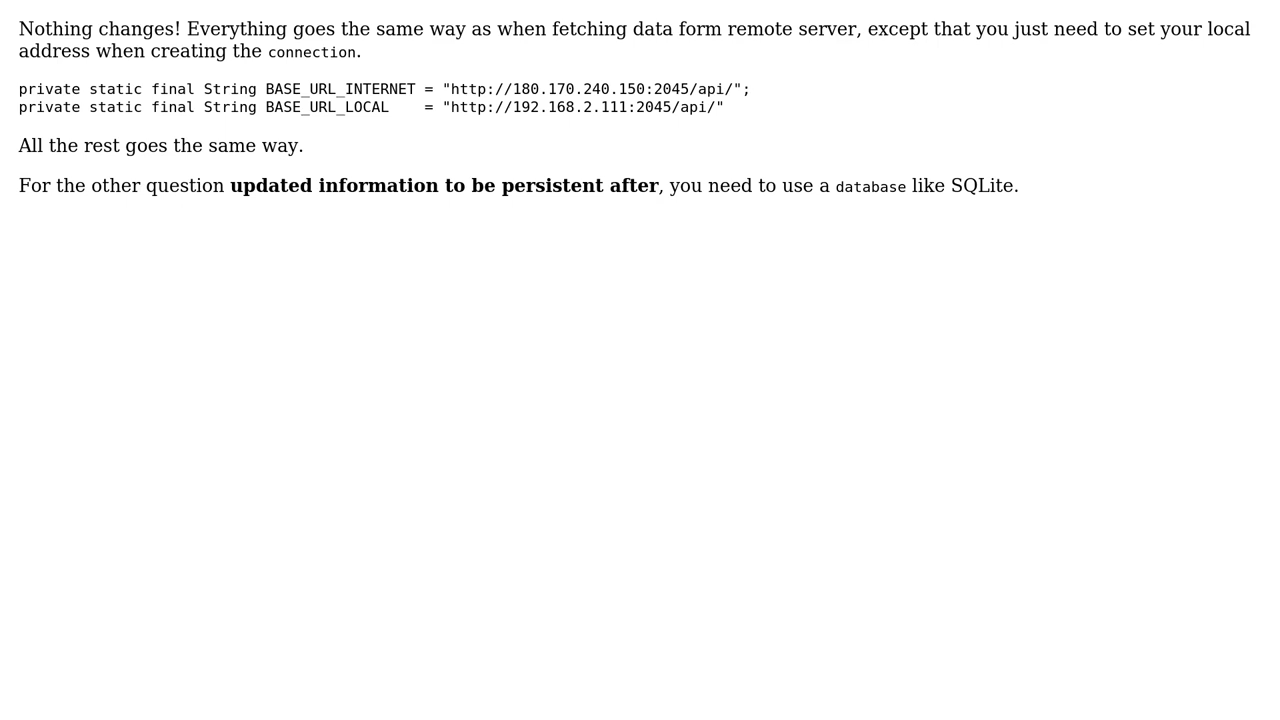 Nothing changes! Everything goes the same way as when fetching data form remote server, except that you just need to set your local
address when creating the connection.
private static final String BASE_URL_INTERNET = "http://180.170.240.150:2045/api/";
private static final String BASE_URL_LOCAL    = "http://192.168.2.111:2045/api/"
All the rest goes the same way.
For the other question updated information to be persistent after, you need to use a database like SQLite.